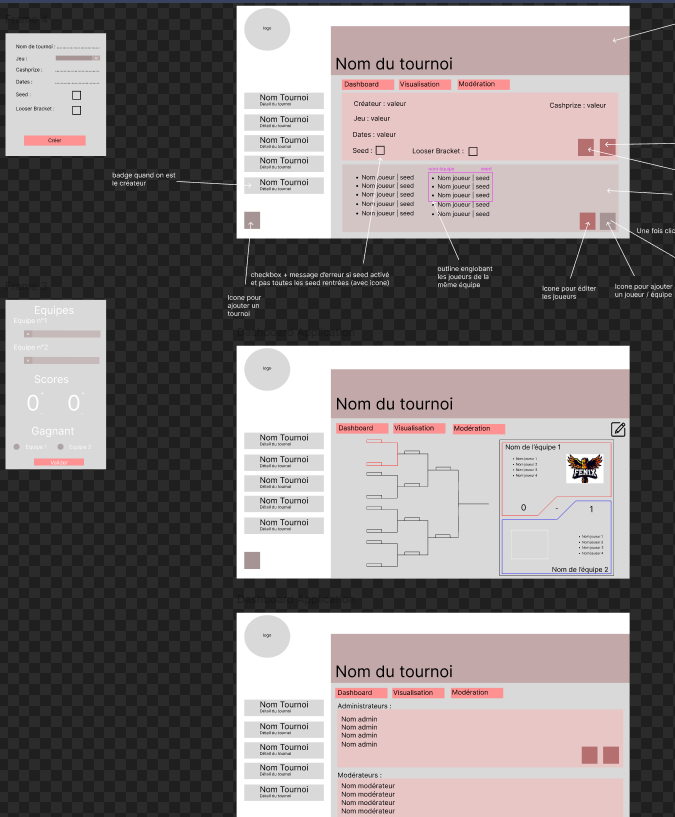 Nom de tournoi :
Jeu :
Cashprize :
Dates :
Seed :
Looser Bracket :
Créer
logo
Nom du tournoi
Dashboard
Visualisation
Modération
Nom Tournoi
Détail du tournoi
Nom Tournoi
Détail du tournoi
Nom Tournoi
Détail du tournoi
Nom Tournoi
Détail du tournoi
Nom Tournoi
Détail du tournoi
Créateur : valeur
Cashprize : valeur
Jeu : valeur
Dates : valeur
Seed :
Looser Bracket :
nom équipe
seed
Nom joueur | seed
Nom joueur | seed
Nom joueur | seed
Nom joueur | seed
Nom joueur | seed
Nom joueur | seed
Nom joueur | seed
Nom joueur | seed
Nom joueur | seed
Nom joueur | seed
badge quand on est
le créateur
Une fois clic
checkbox + message d'erreur si seed activé
et pas toutes les seed rentrées (avec icone)
outline englobant
les joueurs de la
même équipe
Icone pour
ajouter un
tournoi
Icone pour éditer
les joueurs
Icone pour ajouter
un joueur / équipe
Equipes
Equipe n°1
Equipe n°2
Scores
0 0
Gagnant
Equipe 1
Equipe 2
Valider
logo
Nom du tournoi
Dashboard
Visualisation
Modération
Nom Tournoi
Détail du tournoi
Nom Tournoi
Détail du tournoi
Nom Tournoi
Détail du tournoi
Nom Tournoi
Détail du tournoi
Nom Tournoi
Détail du tournoi
Nom de l'équipe 1
Nom joueur 1
Nom joueur 2
Nom joueur 3
Nom joueur 4
FENIX
0 - 1
Nom joueur 1
Nom joueur 2
Nom joueur 3
Nom joueur 4
Nom de l'équipe 2
logo
Nom du tournoi
Dashboard
Visualisation
Modération
Nom Tournoi
Détail du tournoi
Nom Tournoi
Détail du tournoi
Nom Tournoi
Détail du tournoi
Nom Tournoi
Détail du tournoi
Nom Tournoi
Détail du tournoi
Administrateurs :
Nom admin
Nom admin
Nom admin
Nom admin
Modérateurs :
Nom modérateur
Nom modérateur
Nom modérateur
Nom modérateur